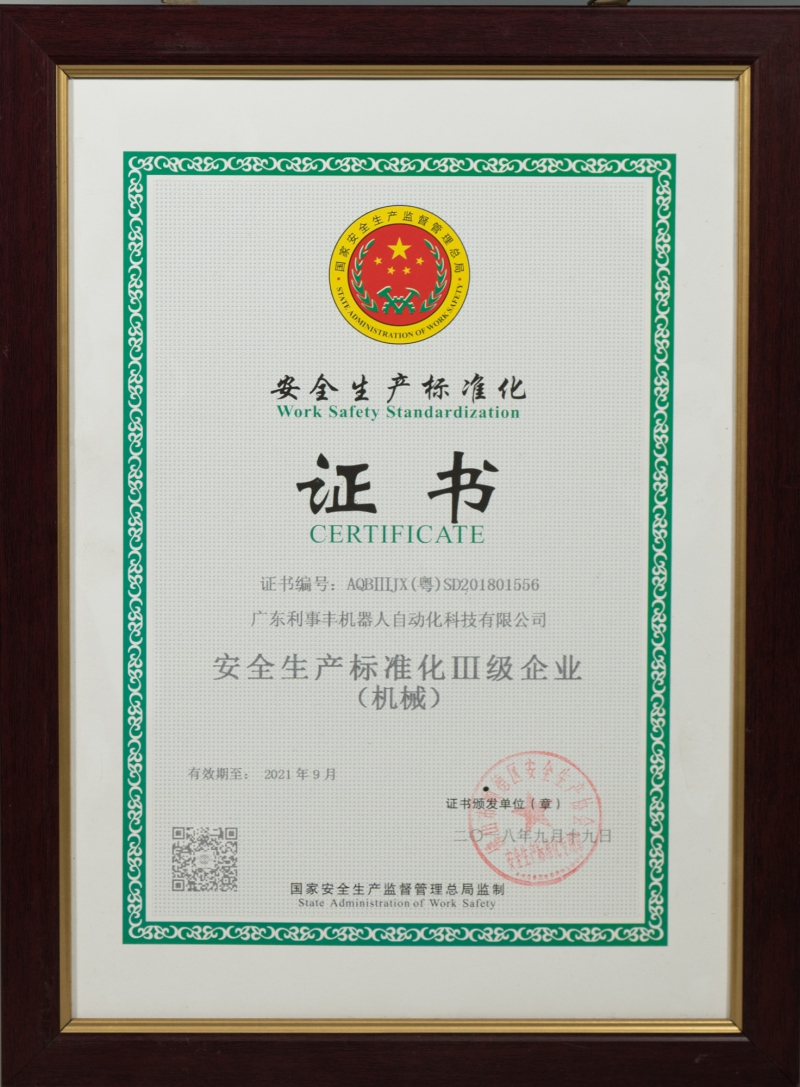 国家安全生产监督管理总局
STATE ADMINISTRATION OF WORK SAFETY
安全生产标准化
Work Safety Standardization
证书
CERTIFICATE
证书编号：AQBIIIJX(粤)SD201801556
广东利事丰机器人自动化科技有限公司
安全生产标准化III级企业
（机械）
有效期至： 2021年9月
证书颁发单位（章）
二〇一八年九月十九日
国家安全生产监督管理总局监制
State Administration of Work Safety